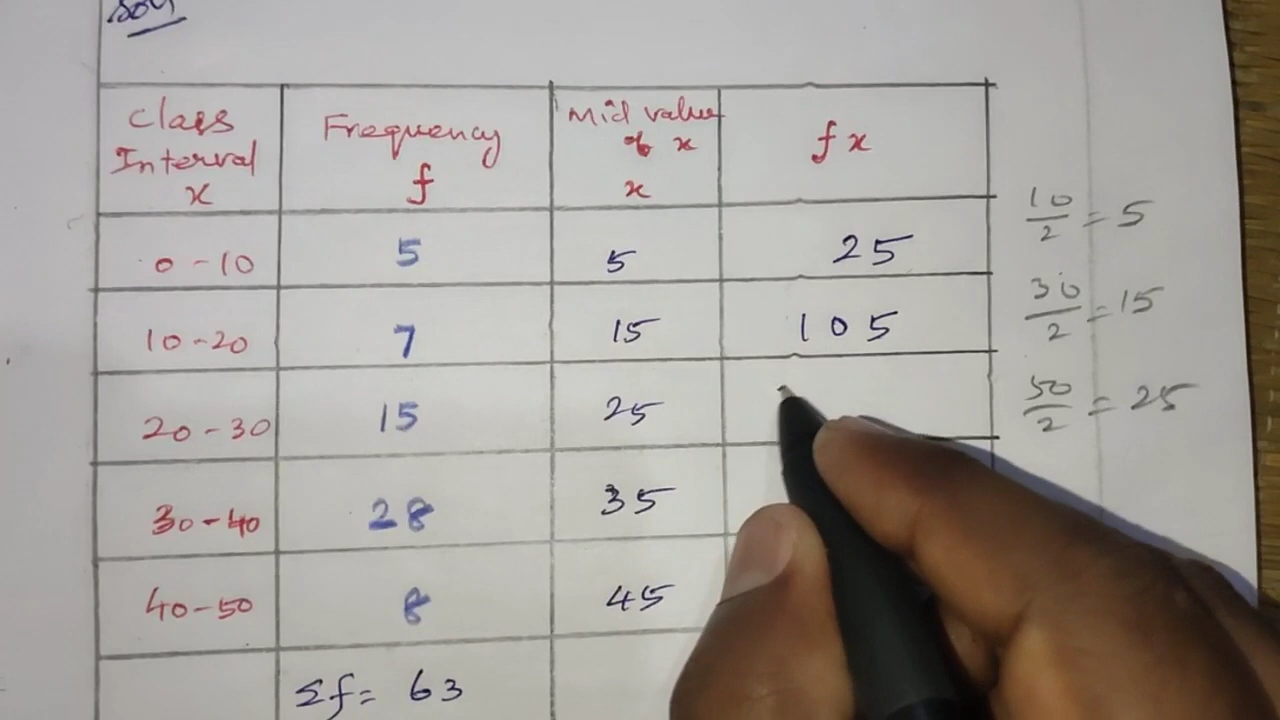 Soln
Class Interval x Frequency f Mid value of x x fx
0-10 5 5 25
10-20 7 15 105
20-30 15 25
30-40 28 35
40-50 8 45
Σf= 63
10/2 = 5
30/2 = 15
50/2 = 25